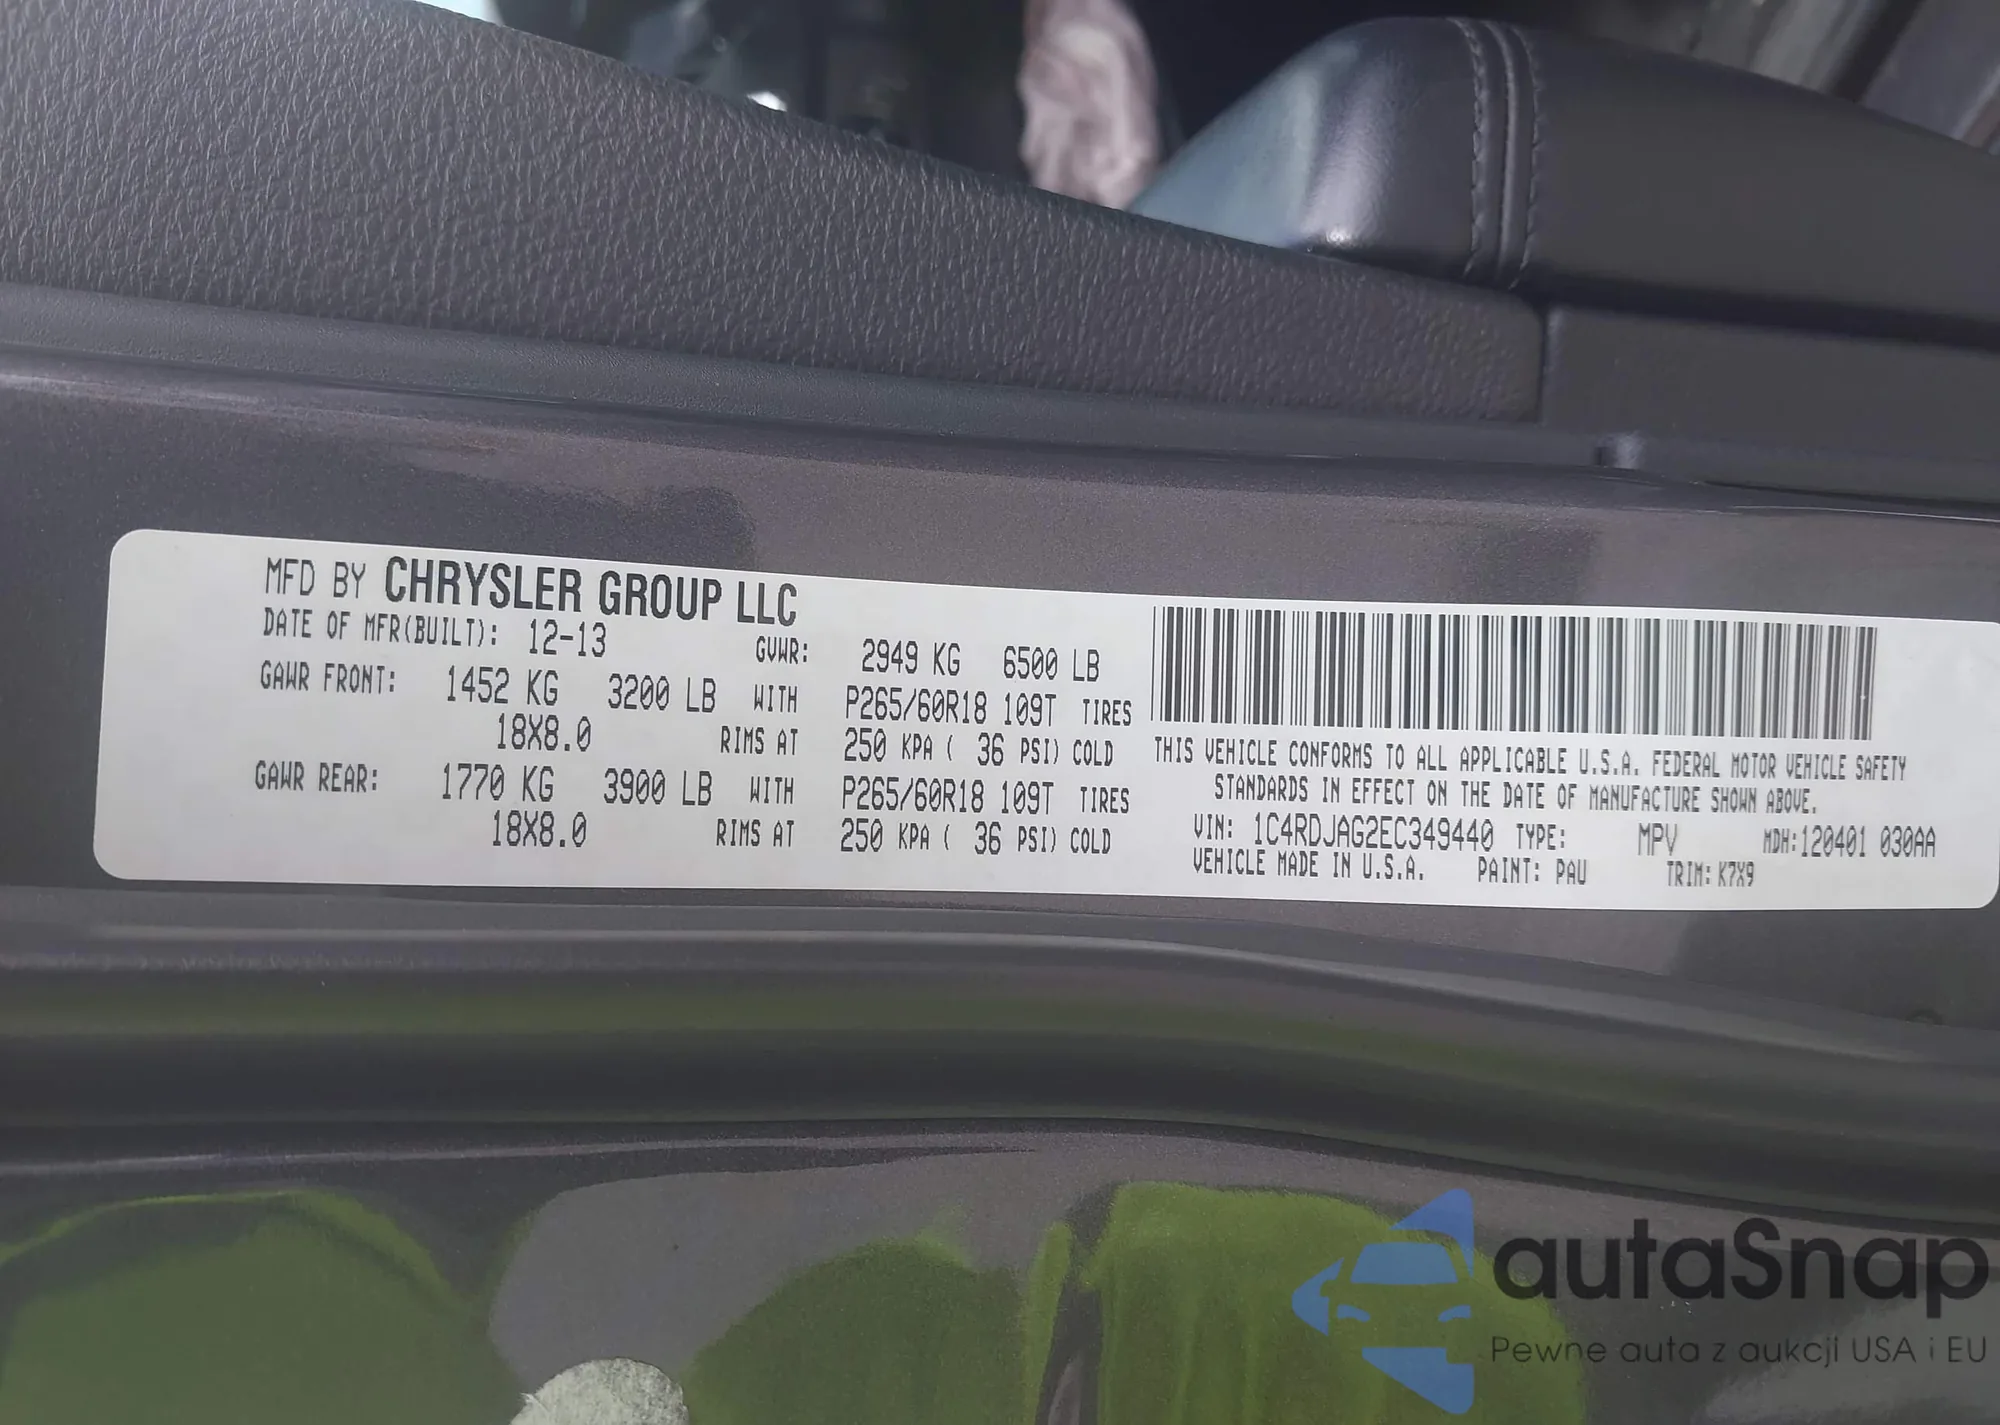 MFD BY CHRYSLER GROUP LLC
DATE OF MFR(BUILT): 12-13 GVWR: 2949 KG 6500 LB
GAWR FRONT: 1452 KG 3200 LB WITH P265/60R18 109T TIRES
18X8.0 RIMS AT 250 KPA ( 36 PSI) COLD
GAWR REAR: 1770 KG 3900 LB WITH P265/60R18 109T TIRES
18X8.0 RIMS AT 250 KPA ( 36 PSI) COLD
THIS VEHICLE CONFORMS TO ALL APPLICABLE U.S.A. FEDERAL MOTOR VEHICLE SAFETY
STANDARDS IN EFFECT ON THE DATE OF MANUFACTURE SHOWN ABOVE.
VIN: 1C4RDJAG2EC349440 TYPE: MPV MDH:120401 030AA
VEHICLE MADE IN U.S.A. PAINT: PAU TRIM: K7X9
autaSnap
Pewne auta z aukcji USA i EU